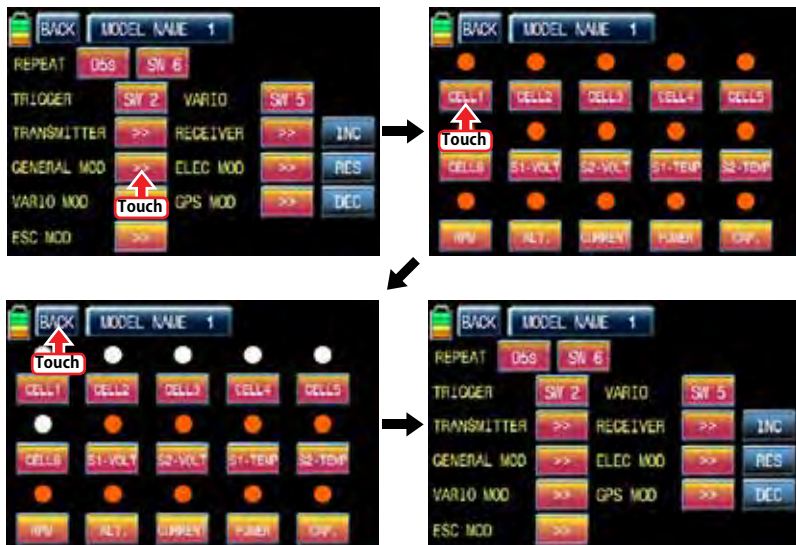 BACK MODEL NAME 1
REPEAT 05s SW 6
TRIGGER SW 2 VARIO SW 5
TRANSMITTER >> RECEIVER >> INC
GENERAL MOD >> ELEC MOD >> RES
VARIO MOD Touch GPS MOD >> DEC
ESC MOD >>
BACK MODEL NAME 1
CELL1 CELL2 CELL3 CELL4 CELL5
Touch
CELL6 S1-VOLT S2-VOLT S1-TEMP S2-TEMP
RPM ALT. CURRENT POWER CAP.
BACK MODEL NAME 1
Touch
CELL1 CELL2 CELL3 CELL4 CELL5
CELL6 S1-VOLT S2-VOLT S1-TEMP S2-TEMP
RPM ALT. CURRENT POWER CAP.
BACK MODEL NAME 1
REPEAT 05s SW 6
TRIGGER SW 2 VARIO SW 5
TRANSMITTER >> RECEIVER >> INC
GENERAL MOD >> ELEC MOD >> RES
VARIO MOD >> GPS MOD >> DEC
ESC MOD >>